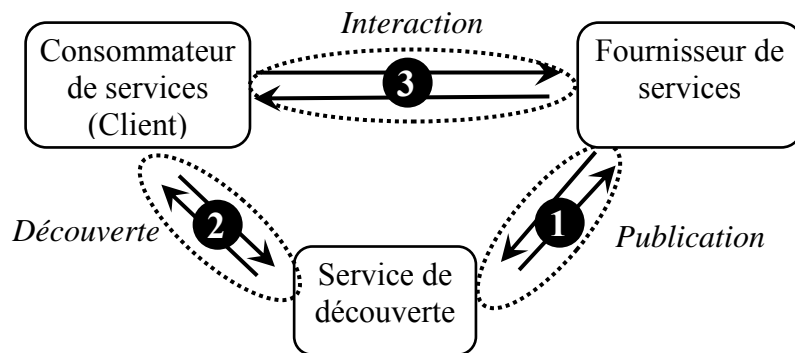 Interaction
Consommateur
de services
(Client)
3
Fournisseur de
services
Découverte
2
1
Publication
Service de
découverte